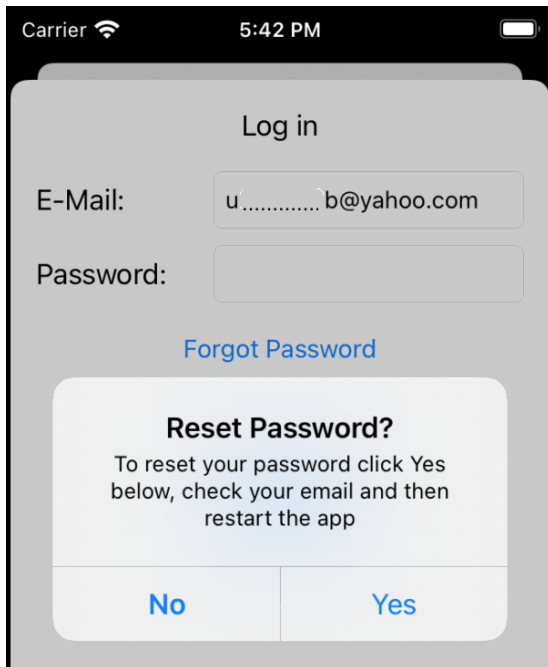 Carrier
5:42 PM
Log in
E-Mail:
u.............b@yahoo.com
Password:
Forgot Password
Reset Password?
To reset your password click Yes
below, check your email and then
restart the app
No
Yes